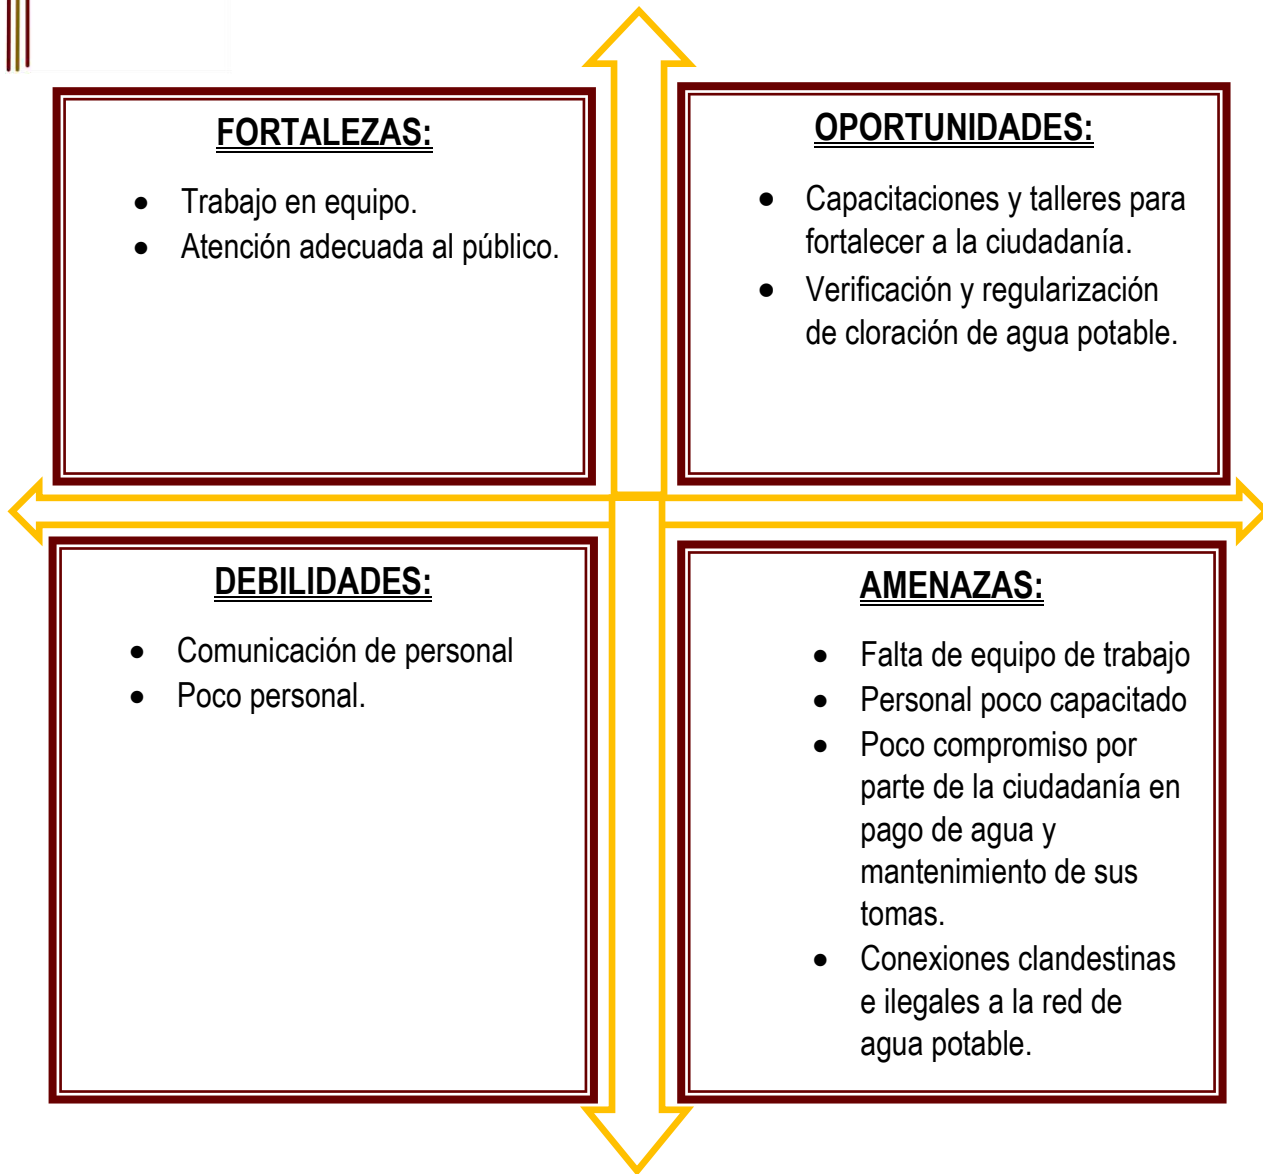 FORTALEZAS:
• Trabajo en equipo.
• Atención adecuada al público.
OPORTUNIDADES:
• Capacitaciones y talleres para
fortalecer a la ciudadanía.
• Verificación y regularización
de cloración de agua potable.
DEBILIDADES:
• Comunicación de personal
• Poco personal.
AMENAZAS:
• Falta de equipo de trabajo
• Personal poco capacitado
• Poco compromiso por
parte de la ciudadanía en
pago de agua y
mantenimiento de sus
tomas.
• Conexiones clandestinas
e ilegales a la red de
agua potable.